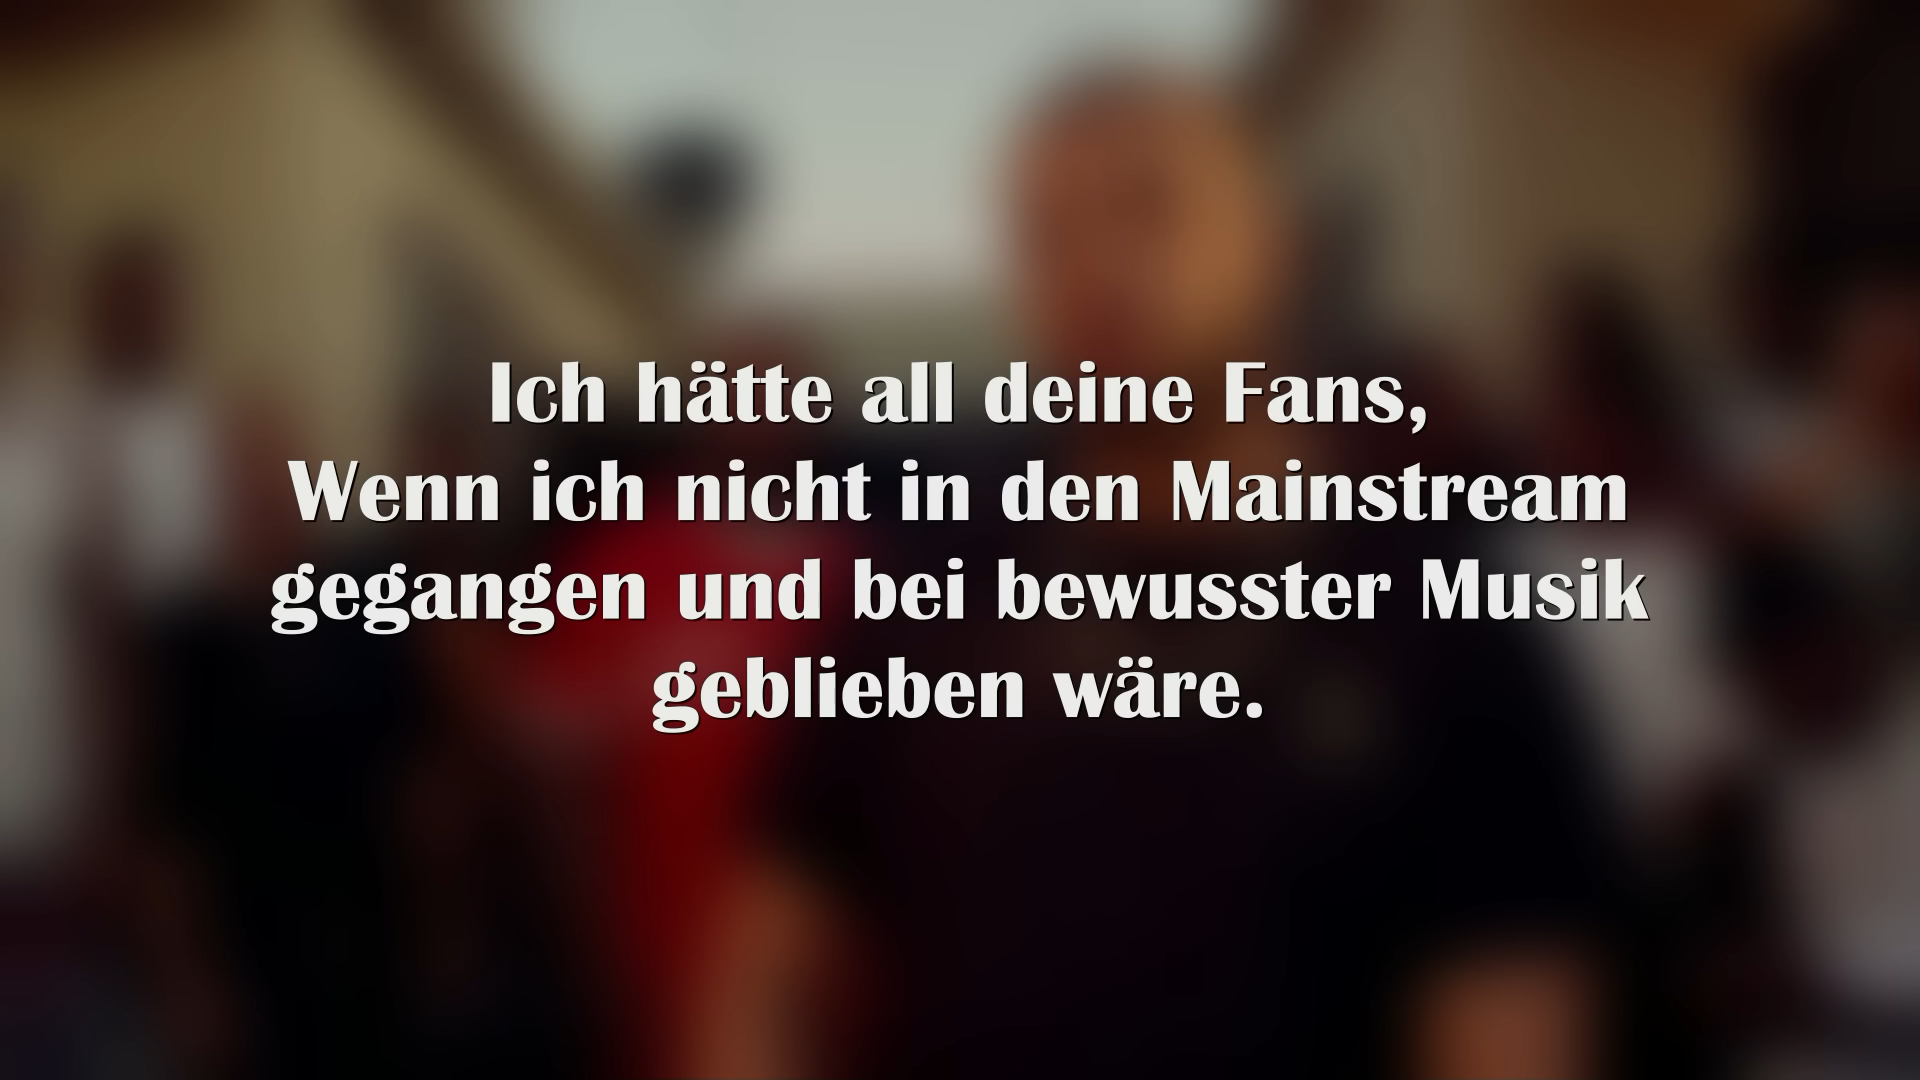 Ich hätte all deine Fans,
Wenn ich nicht in den Mainstream
gegangen und bei bewusster Musik
geblieben wäre.